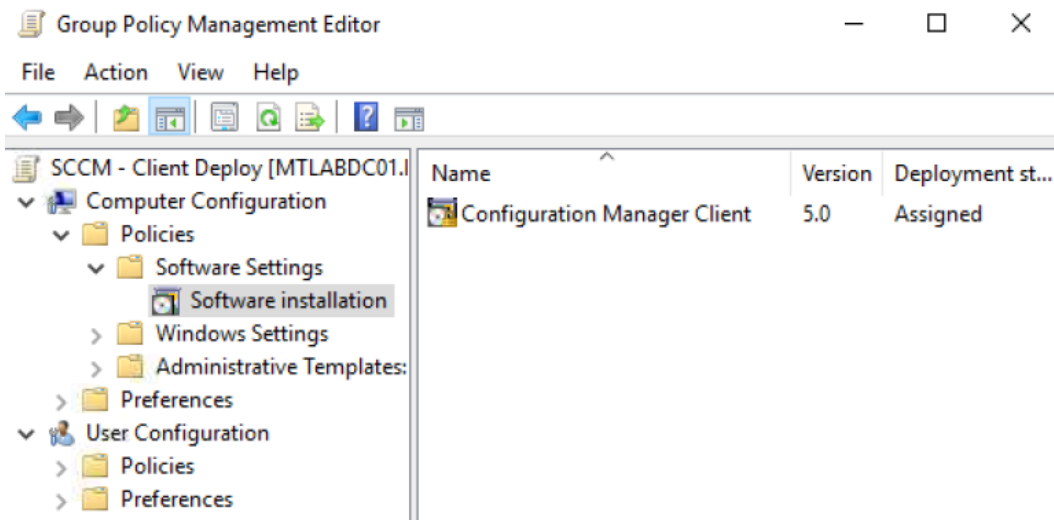 Group Policy Management Editor
File Action View Help
SCCM - Client Deploy [MTLABDC01.
Computer Configuration
Policies
Software Settings
Software installation
Windows Settings
Administrative Templates:
Preferences
User Configuration
Policies
Preferences
Name Version Deployment st...
Configuration Manager Client 5.0 Assigned